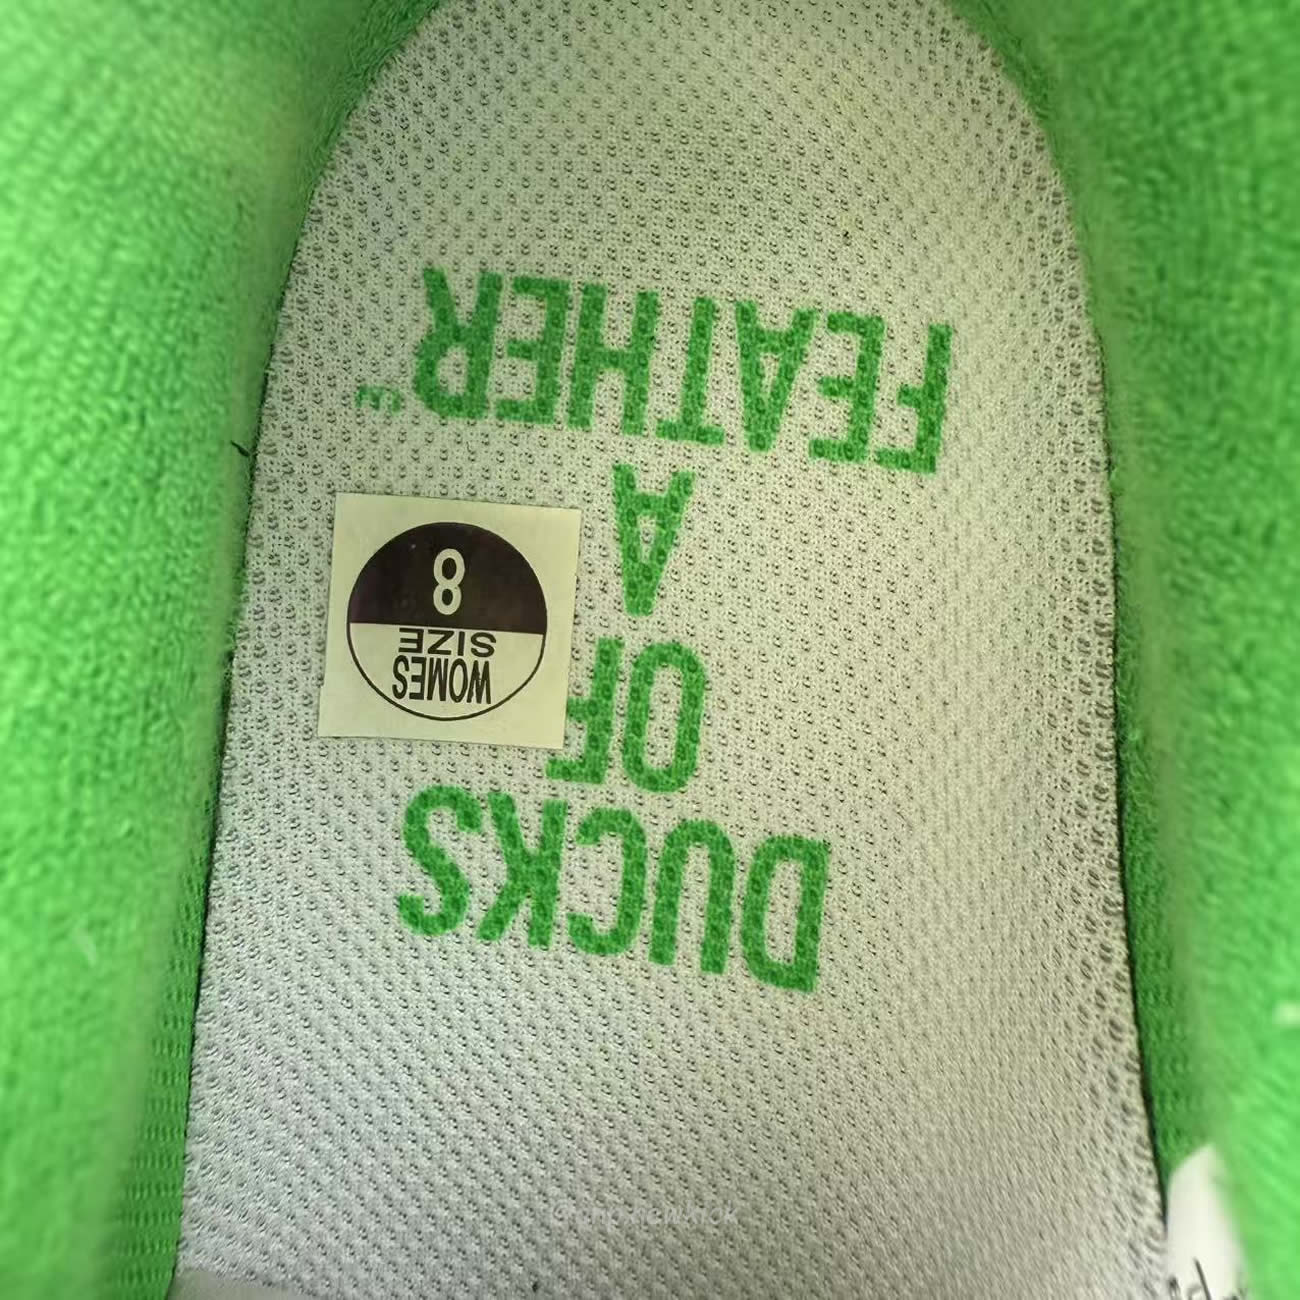 DUCKS
OF
A
FEATHER
WOMES
SIZE
8